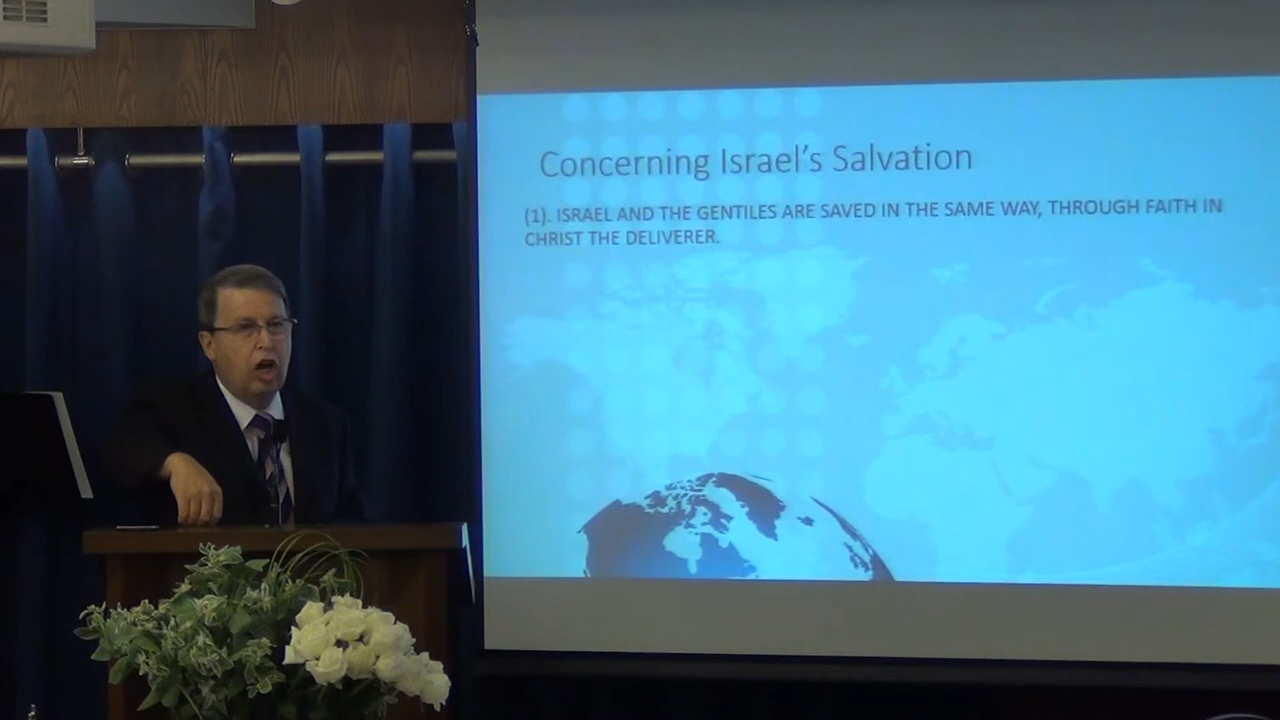 Concerning Israel's Salvation
(1). ISRAEL AND THE GENTILES ARE SAVED IN THE SAME WAY, THROUGH FAITH IN
CHRIST THE DELIVERER.